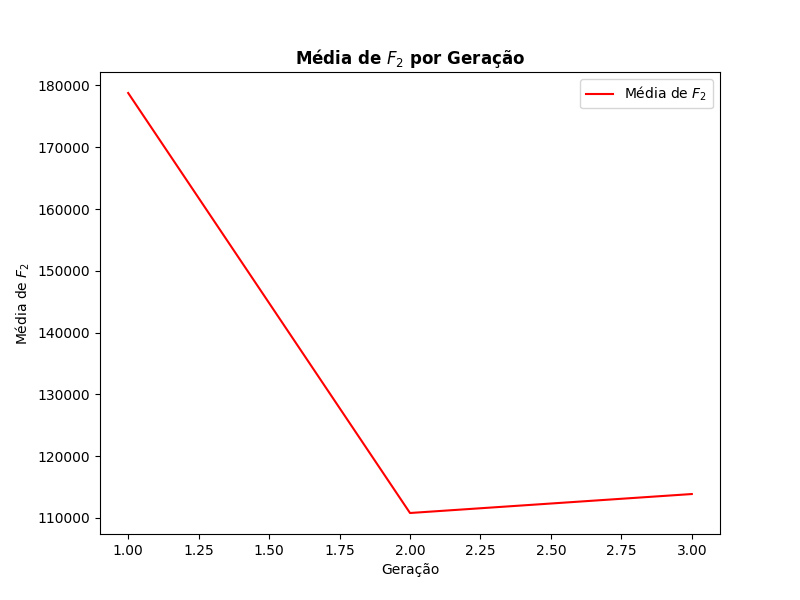 Média de F₂ por Geração
Média de F₂
180000
170000
160000
150000
140000
130000
120000
110000
Média de F₂
1.00 1.25 1.50 1.75 2.00 2.25 2.50 2.75 3.00
Geração